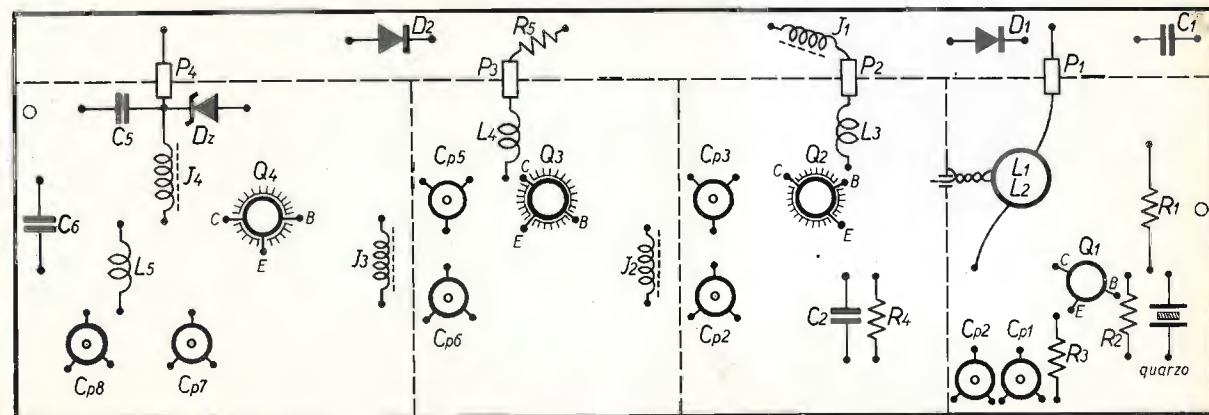 D2
R5
J1
D1
C1
P4
P3
P2
P1
C5
Dz
L4
L3
J4
Q4
Cp5
Q3
Cp3
Q2
L1
L2
R1
C
B
E
C
B
E
C
B
E
C6
L5
J3
J2
Q1
C
B
E
Cp6
Cp2
C2
R4
R2
Cp8
Cp7
Cp2
Cp1
R3
quarzo